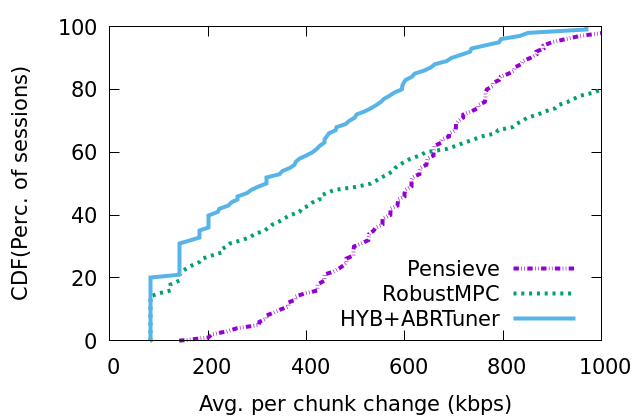 100
80
60
40
20
0
CDF(Perc. of sessions)
Pensieve
RobustMPC
HYB+ABRTuner
0 200 400 600 800 1000
Avg. per chunk change (kbps)